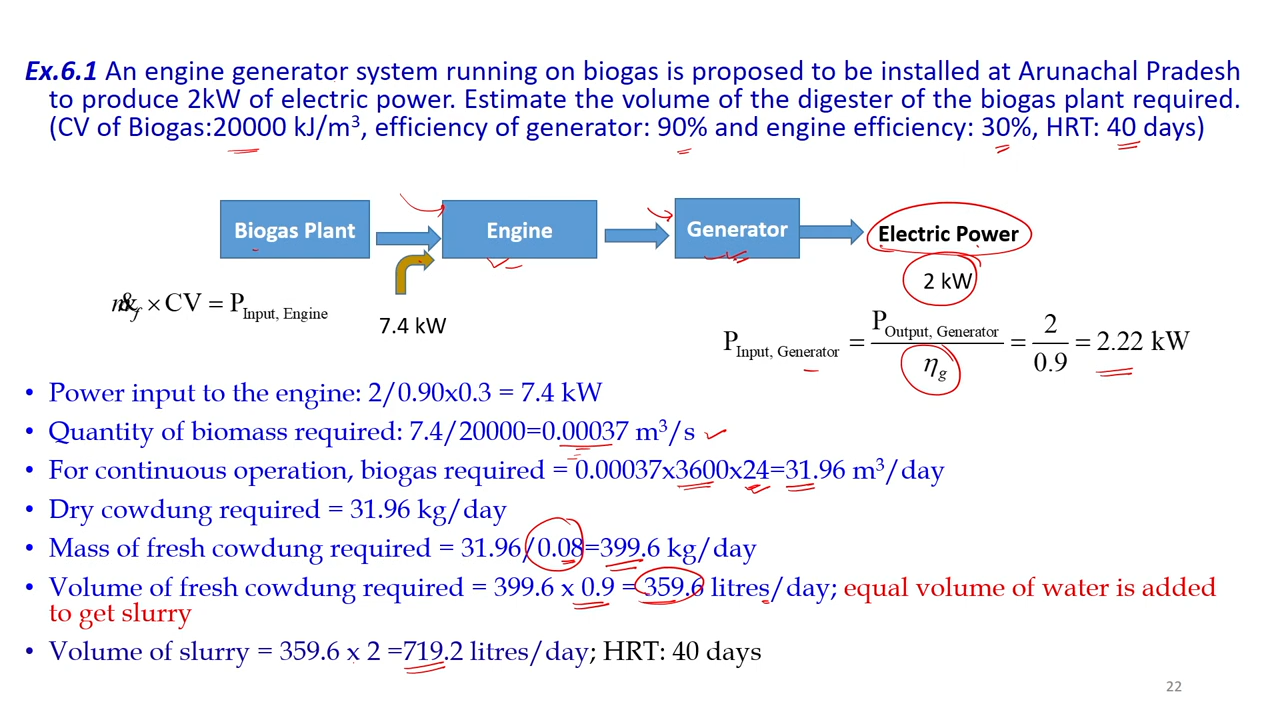 Ex.6.1 An engine generator system running on biogas is proposed to be installed at Arunachal Pradesh
to produce 2kW of electric power. Estimate the volume of the digester of the biogas plant required.
(CV of Biogas:20000 kJ/m³, efficiency of generator: 90% and engine efficiency: 30%, HRT: 40 days)
Biogas Plant
Engine
Generator
Electric Power
2 kW
× CV = P_Input, Engine
7.4 kW
P_Input, Generator = P_Output, Generator / η_g = 2 / 0.9 = 2.22 kW
• Power input to the engine: 2/0.90x0.3 = 7.4 kW
• Quantity of biomass required: 7.4/20000=0.00037 m³/s
• For continuous operation, biogas required = 0.00037x3600x24=31.96 m³/day
• Dry cowdung required = 31.96 kg/day
• Mass of fresh cowdung required = 31.96/0.08=399.6 kg/day
• Volume of fresh cowdung required = 399.6 x 0.9 = 359.6 litres/day; equal volume of water is added
to get slurry
• Volume of slurry = 359.6 x 2 =719.2 litres/day; HRT: 40 days
22